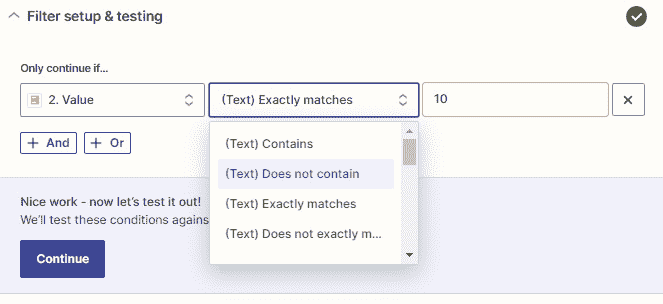 Filter setup & testing
Only continue if...
2. Value (Text) Exactly matches 10
+ And + Or
(Text) Contains
(Text) Does not contain
(Text) Exactly matches
(Text) Does not exactly m...
Nice work - now let's test it out!
We'll test these conditions agains
Continue